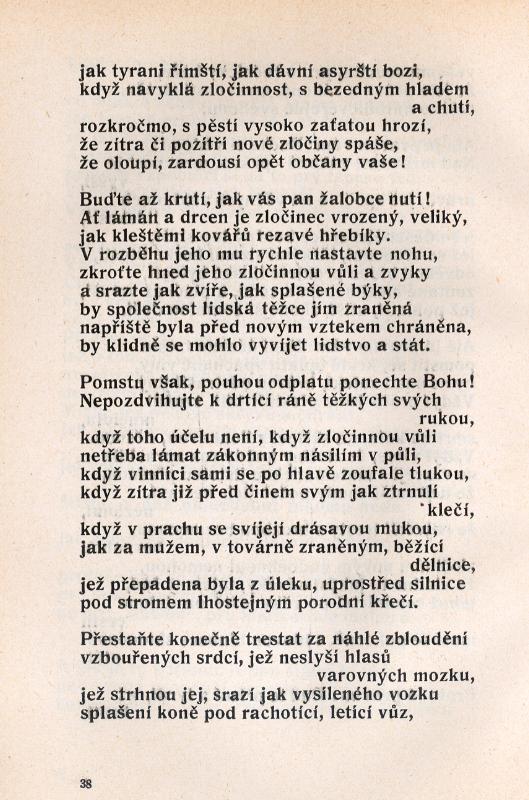 jak tyrani římští, jak dávní asyrští bozi,
když navyklá zločinnost, s bezedným hladem
a chutí,
rozkročmo, s pěstí vysoko zaťatou hrozí,
že zítra či pozítří nové zločiny spáše,
že oloupí, zardousí opět občany vaše!
Buďte až krutí, jak vás pan žalobce nutí!
Ať lámán a drcen je zločinec vrozený, veliký,
jak kleštěmi kovářů rezavé hřebíky.
V rozběhu jeho mu rychle nastavte nohu,
zkroťte hned jeho zločinnou vůli a zvyky
a srazte jak zvíře, jak splašené býky,
by společnost lidská těžce jím zraněná
napříště byla před novým vztekem chráněna,
by klidně se mohlo vyvíjet lidstvo a stát.
Pomstu však, pouhou odplatu ponechte Bohu!
Nepozdvihujte k drtící ráně těžkých svých
rukou,
když toho účelu není, když zločinnou vůli
netřeba lámat zákonným násilím v půli,
když vinníci sami se po hlavě zoufale tlukou,
když zítra již před činem svým jak ztrnulí
klečí,
když v prachu se svíjejí drásavou mukou,
jak za mužem, v továrně zraněným, běžící
dělnice,
jež přepadena byla z úleku, uprostřed silnice
pod stromem lhostejným porodní křečí.
Přestaňte konečně trestat za náhlé zbloudění
vzbouřených srdcí, jež neslyší hlasů
varovných mozku,
jež strhnou jej, srazí jak vysíleného vozku
splašení koně pod rachotící, letící vůz,
38